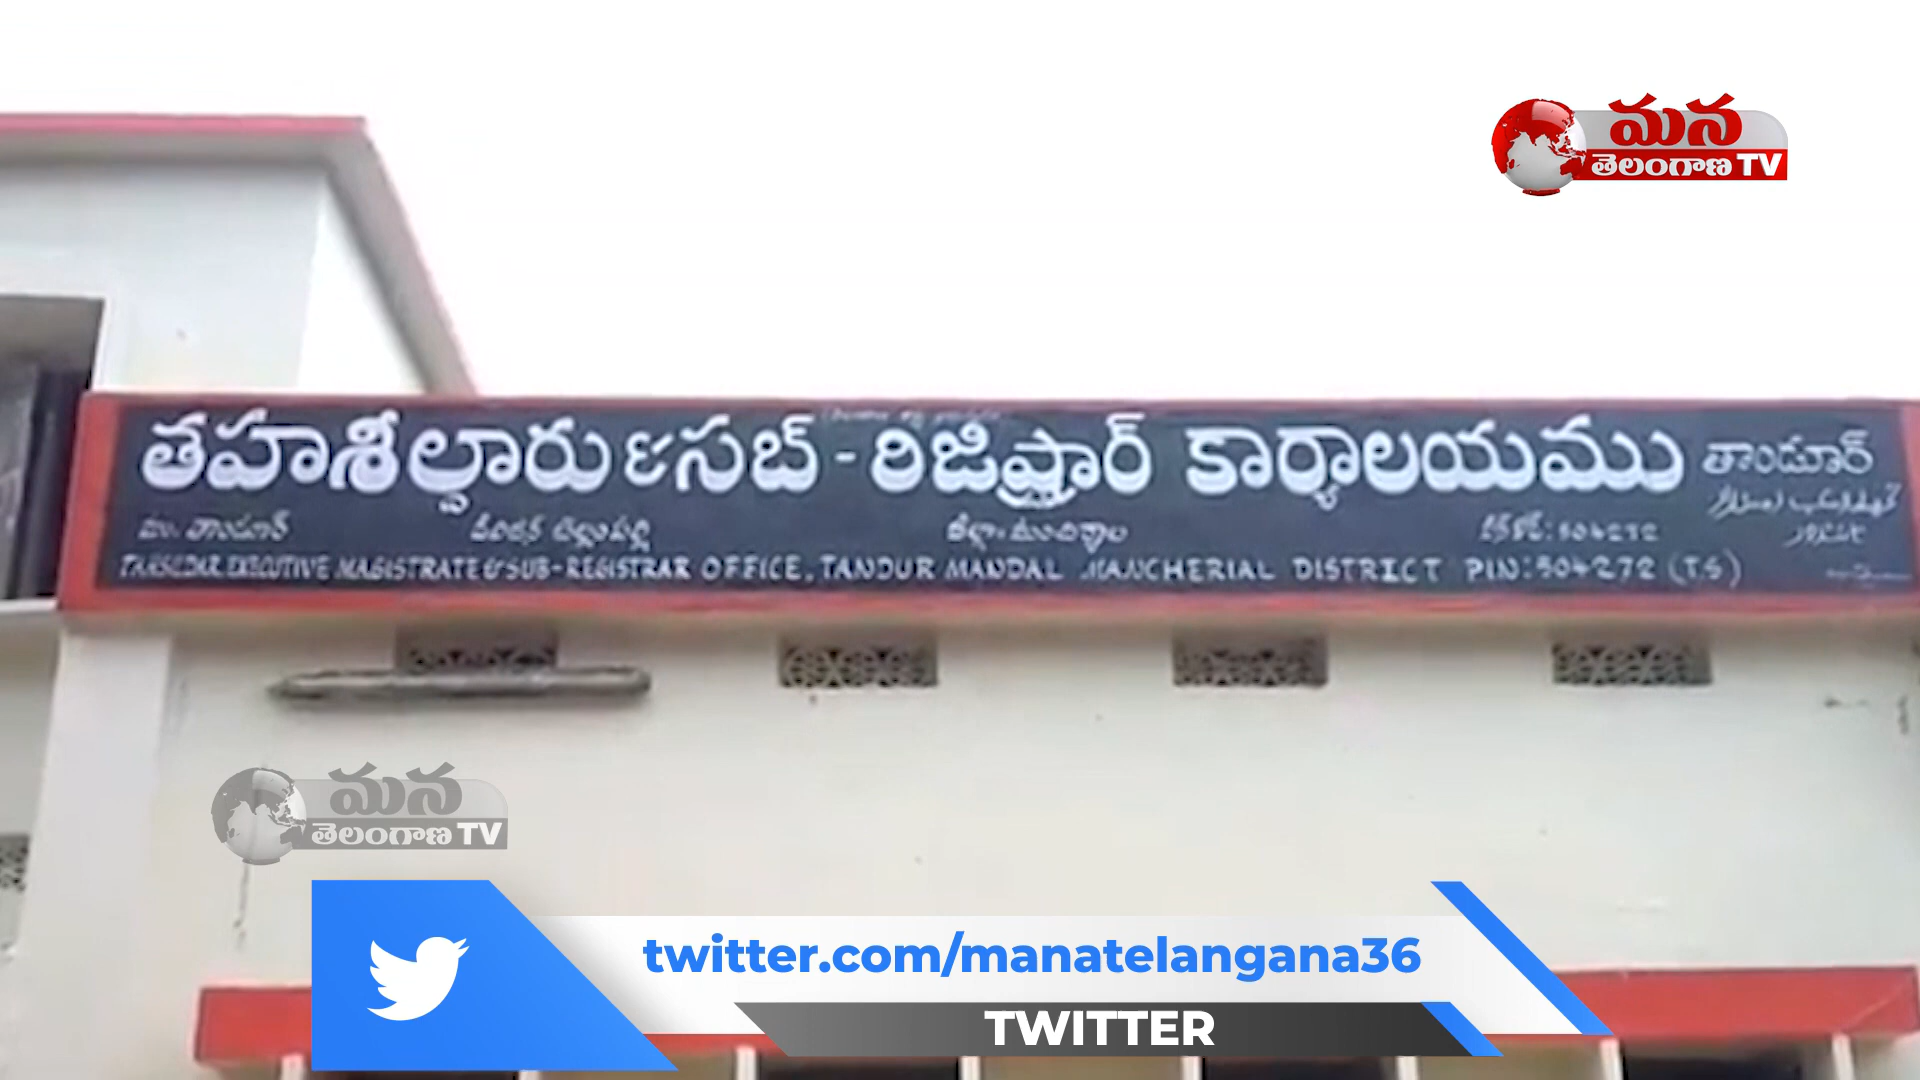 మన
తెలంగాణ TV
తహశీల్దారు & సబ్-రిజిష్ట్రార్ కార్యాలయము తాండూర్
మం. తాండూర్ జిల్లా: మంచిర్యాల పిన్ కోడ్: 504272
TAHSILDAR EXECUTIVE MAGISTRATE & SUB-REGISTRAR OFFICE, TANDUR MANDAL MANCHERIAL DISTRICT PIN: 504272 (T.S)
మన
తెలంగాణ TV
twitter.com/manatelangana36
TWITTER